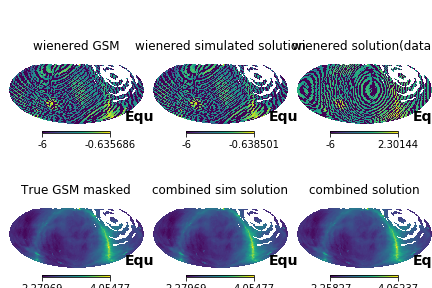 wienered GSM wienered simulated solution wienered solution(data
Equ Equ Equ
-6 -0.635686 -6 -0.638501 -6 2.30144
True GSM masked combined sim solution combined solution
Equ Equ Equ
2.27969 4.05477 2.27969 4.05477 2.25827 4.06237